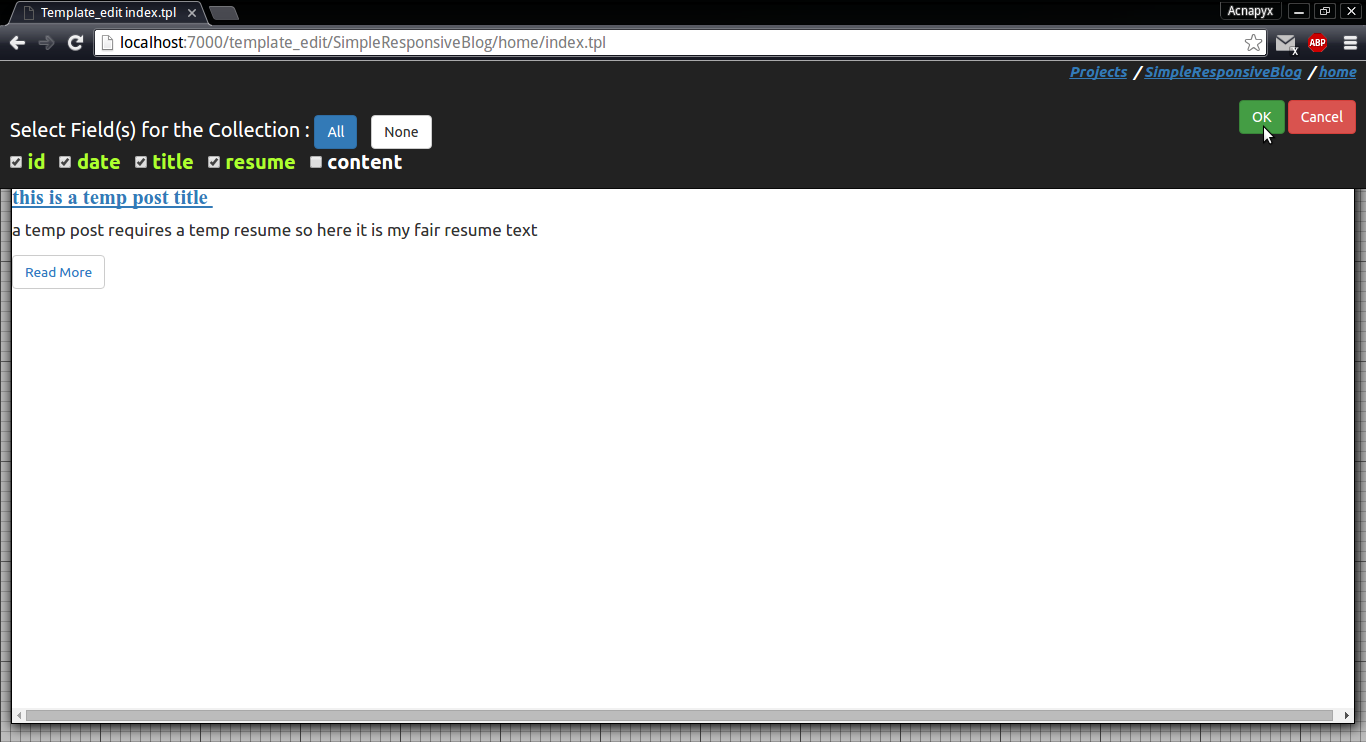 Template_edit index.tpl
Acnapyx
localhost:7000/template_edit/SimpleResponsiveBlog/home/index.tpl
x
ABP
Projects / SimpleResponsiveBlog / home
Select Field(s) for the Collection : All None
OK Cancel
id date title resume content
this is a temp post title
a temp post requires a temp resume so here it is my fair resume text
Read More